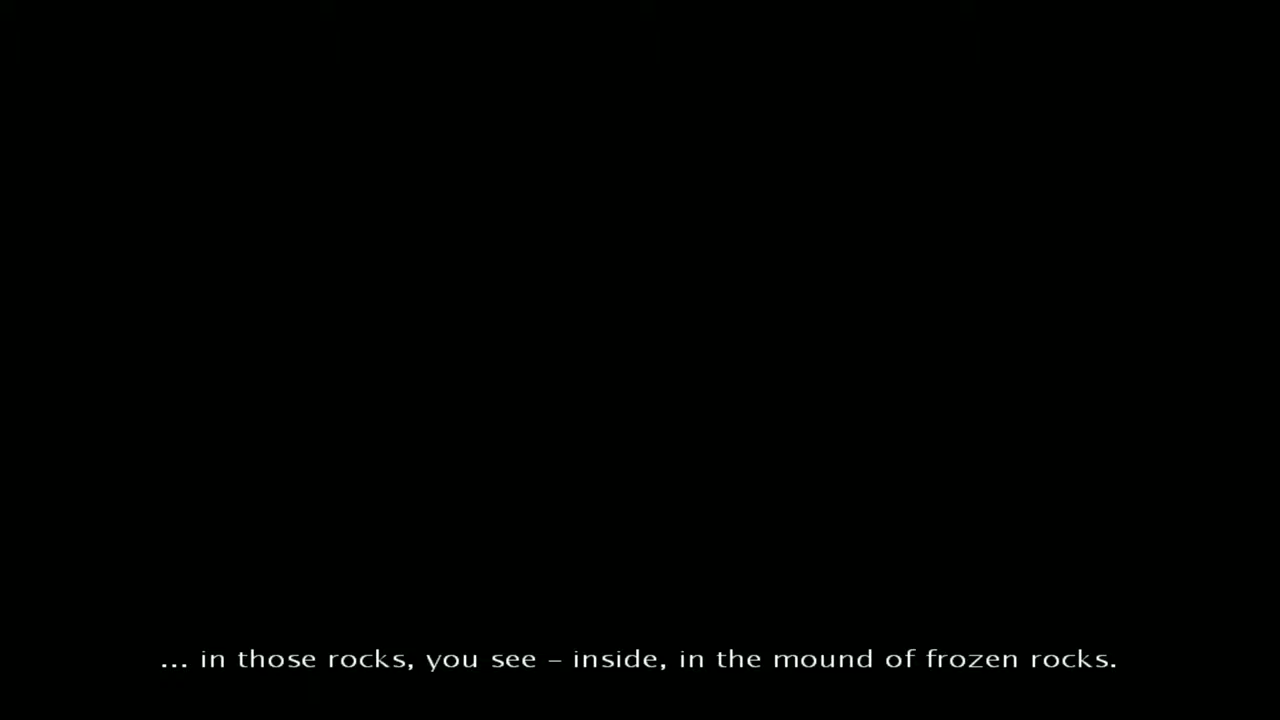 ... in those rocks, you see – inside, in the mound of frozen rocks.